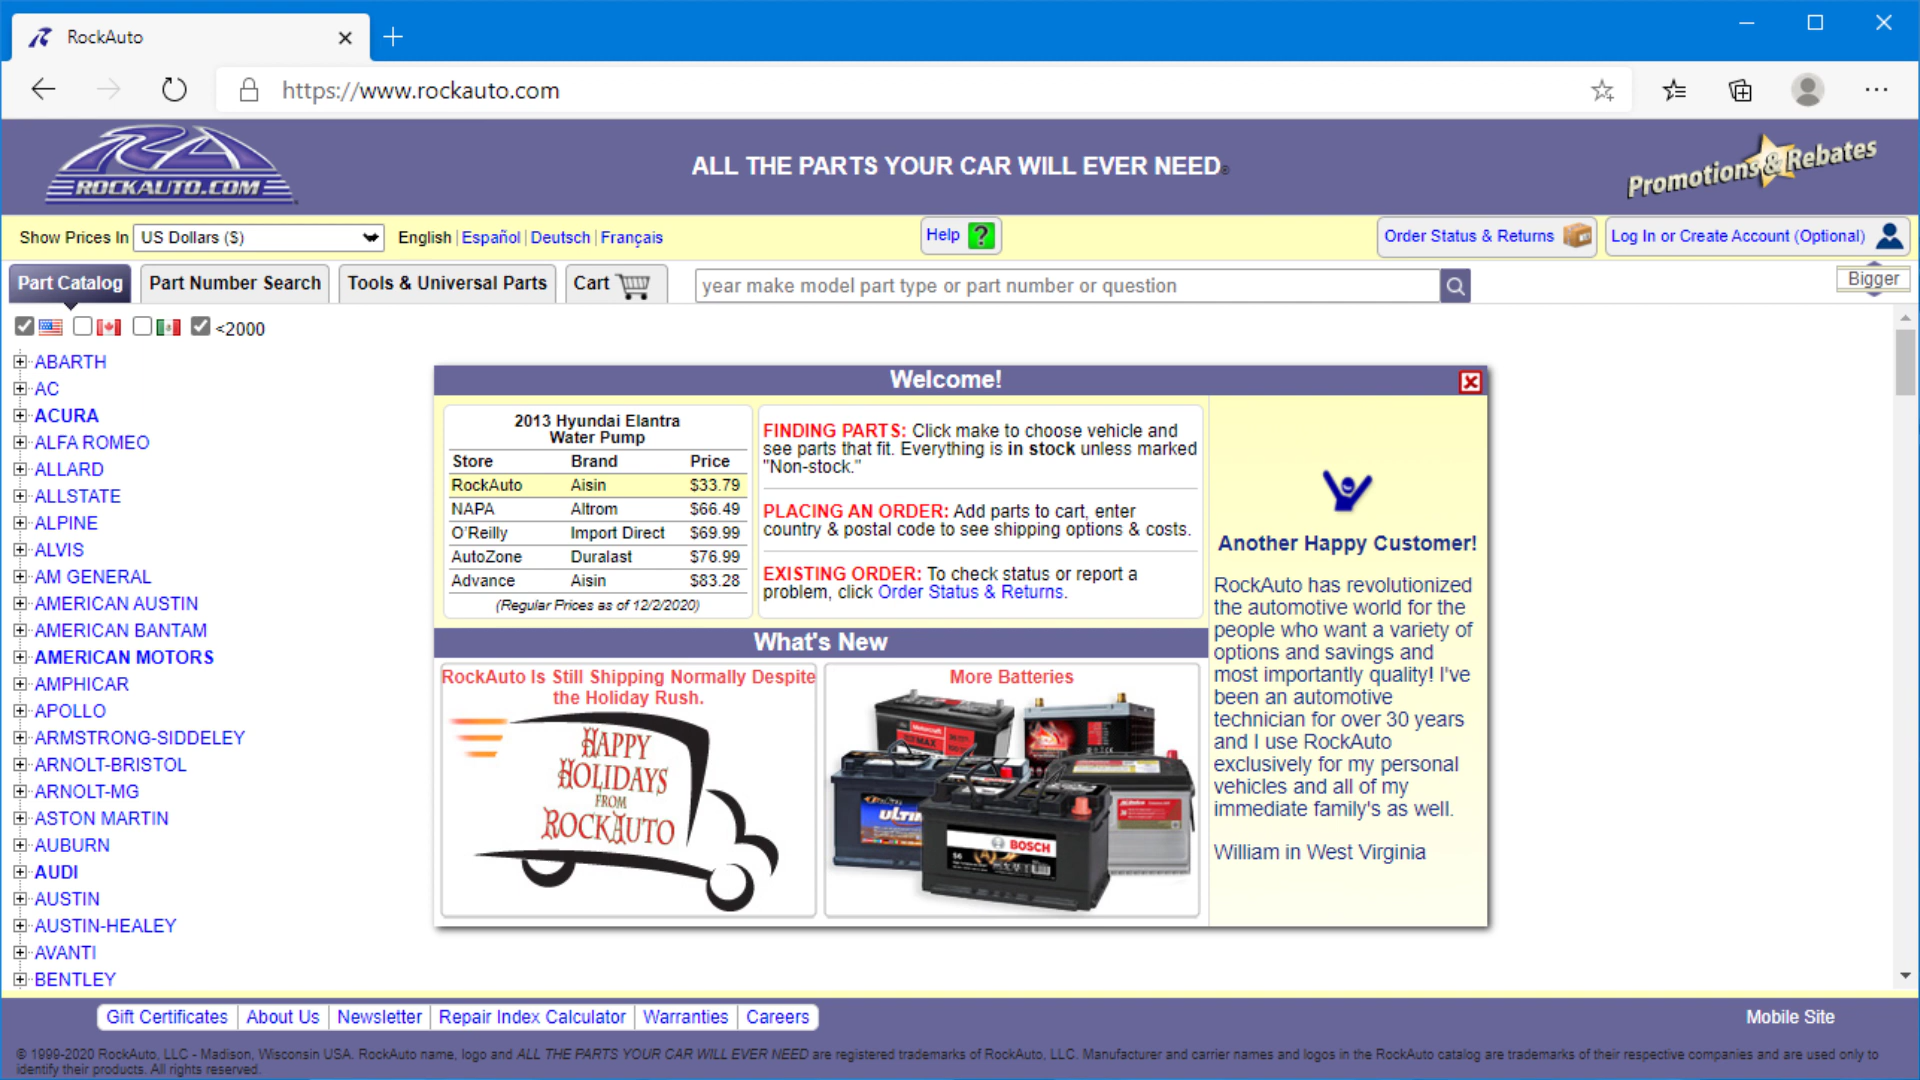 RockAuto
https://www.rockauto.com
ROCKAUTO.COM
ALL THE PARTS YOUR CAR WILL EVER NEED
Promotions & Rebates
Show Prices In US Dollars ($) English | Español | Deutsch | Français
Help ?
Order Status & Returns
Log In or Create Account (Optional)
Part Catalog
Part Number Search
Tools & Universal Parts
Cart
year make model part type or part number or question
Bigger
<2000
ABARTH
AC
ACURA
ALFA ROMEO
ALLARD
ALLSTATE
ALPINE
ALVIS
AM GENERAL
AMERICAN AUSTIN
AMERICAN BANTAM
AMERICAN MOTORS
AMPHICAR
APOLLO
ARMSTRONG-SIDDELEY
ARNOLT-BRISTOL
ARNOLT-MG
ASTON MARTIN
AUBURN
AUDI
AUSTIN
AUSTIN-HEALEY
AVANTI
BENTLEY
Welcome!
2013 Hyundai Elantra
Water Pump
Store Brand Price
RockAuto Aisin $33.79
NAPA Altrom $66.49
O'Reilly Import Direct $69.99
AutoZone Duralast $76.99
Advance Aisin $83.28
(Regular Prices as of 12/2/2020)
FINDING PARTS: Click make to choose vehicle and
see parts that fit. Everything is in stock unless marked
"Non-stock."
PLACING AN ORDER: Add parts to cart, enter
country & postal code to see shipping options & costs.
EXISTING ORDER: To check status or report a
problem, click Order Status & Returns.
What's New
RockAuto Is Still Shipping Normally Despite
the Holiday Rush.
HAPPY
HOLIDAYS
FROM
ROCKAUTO
More Batteries
BOSCH
S6
Another Happy Customer!
RockAuto has revolutionized
the automotive world for the
people who want a variety of
options and savings and
most importantly quality! I've
been an automotive
technician for over 30 years
and I use RockAuto
exclusively for my personal
vehicles and all of my
immediate family's as well.
William in West Virginia
Gift Certificates
About Us
Newsletter
Repair Index Calculator
Warranties
Careers
Mobile Site
© 1999-2020 RockAuto, LLC - Madison, Wisconsin USA. RockAuto name, logo and ALL THE PARTS YOUR CAR WILL EVER NEED are registered trademarks of RockAuto, LLC. Manufacturer and carrier names and logos in the RockAuto catalog are trademarks of their respective companies and are used only to
identify their products. All rights reserved.